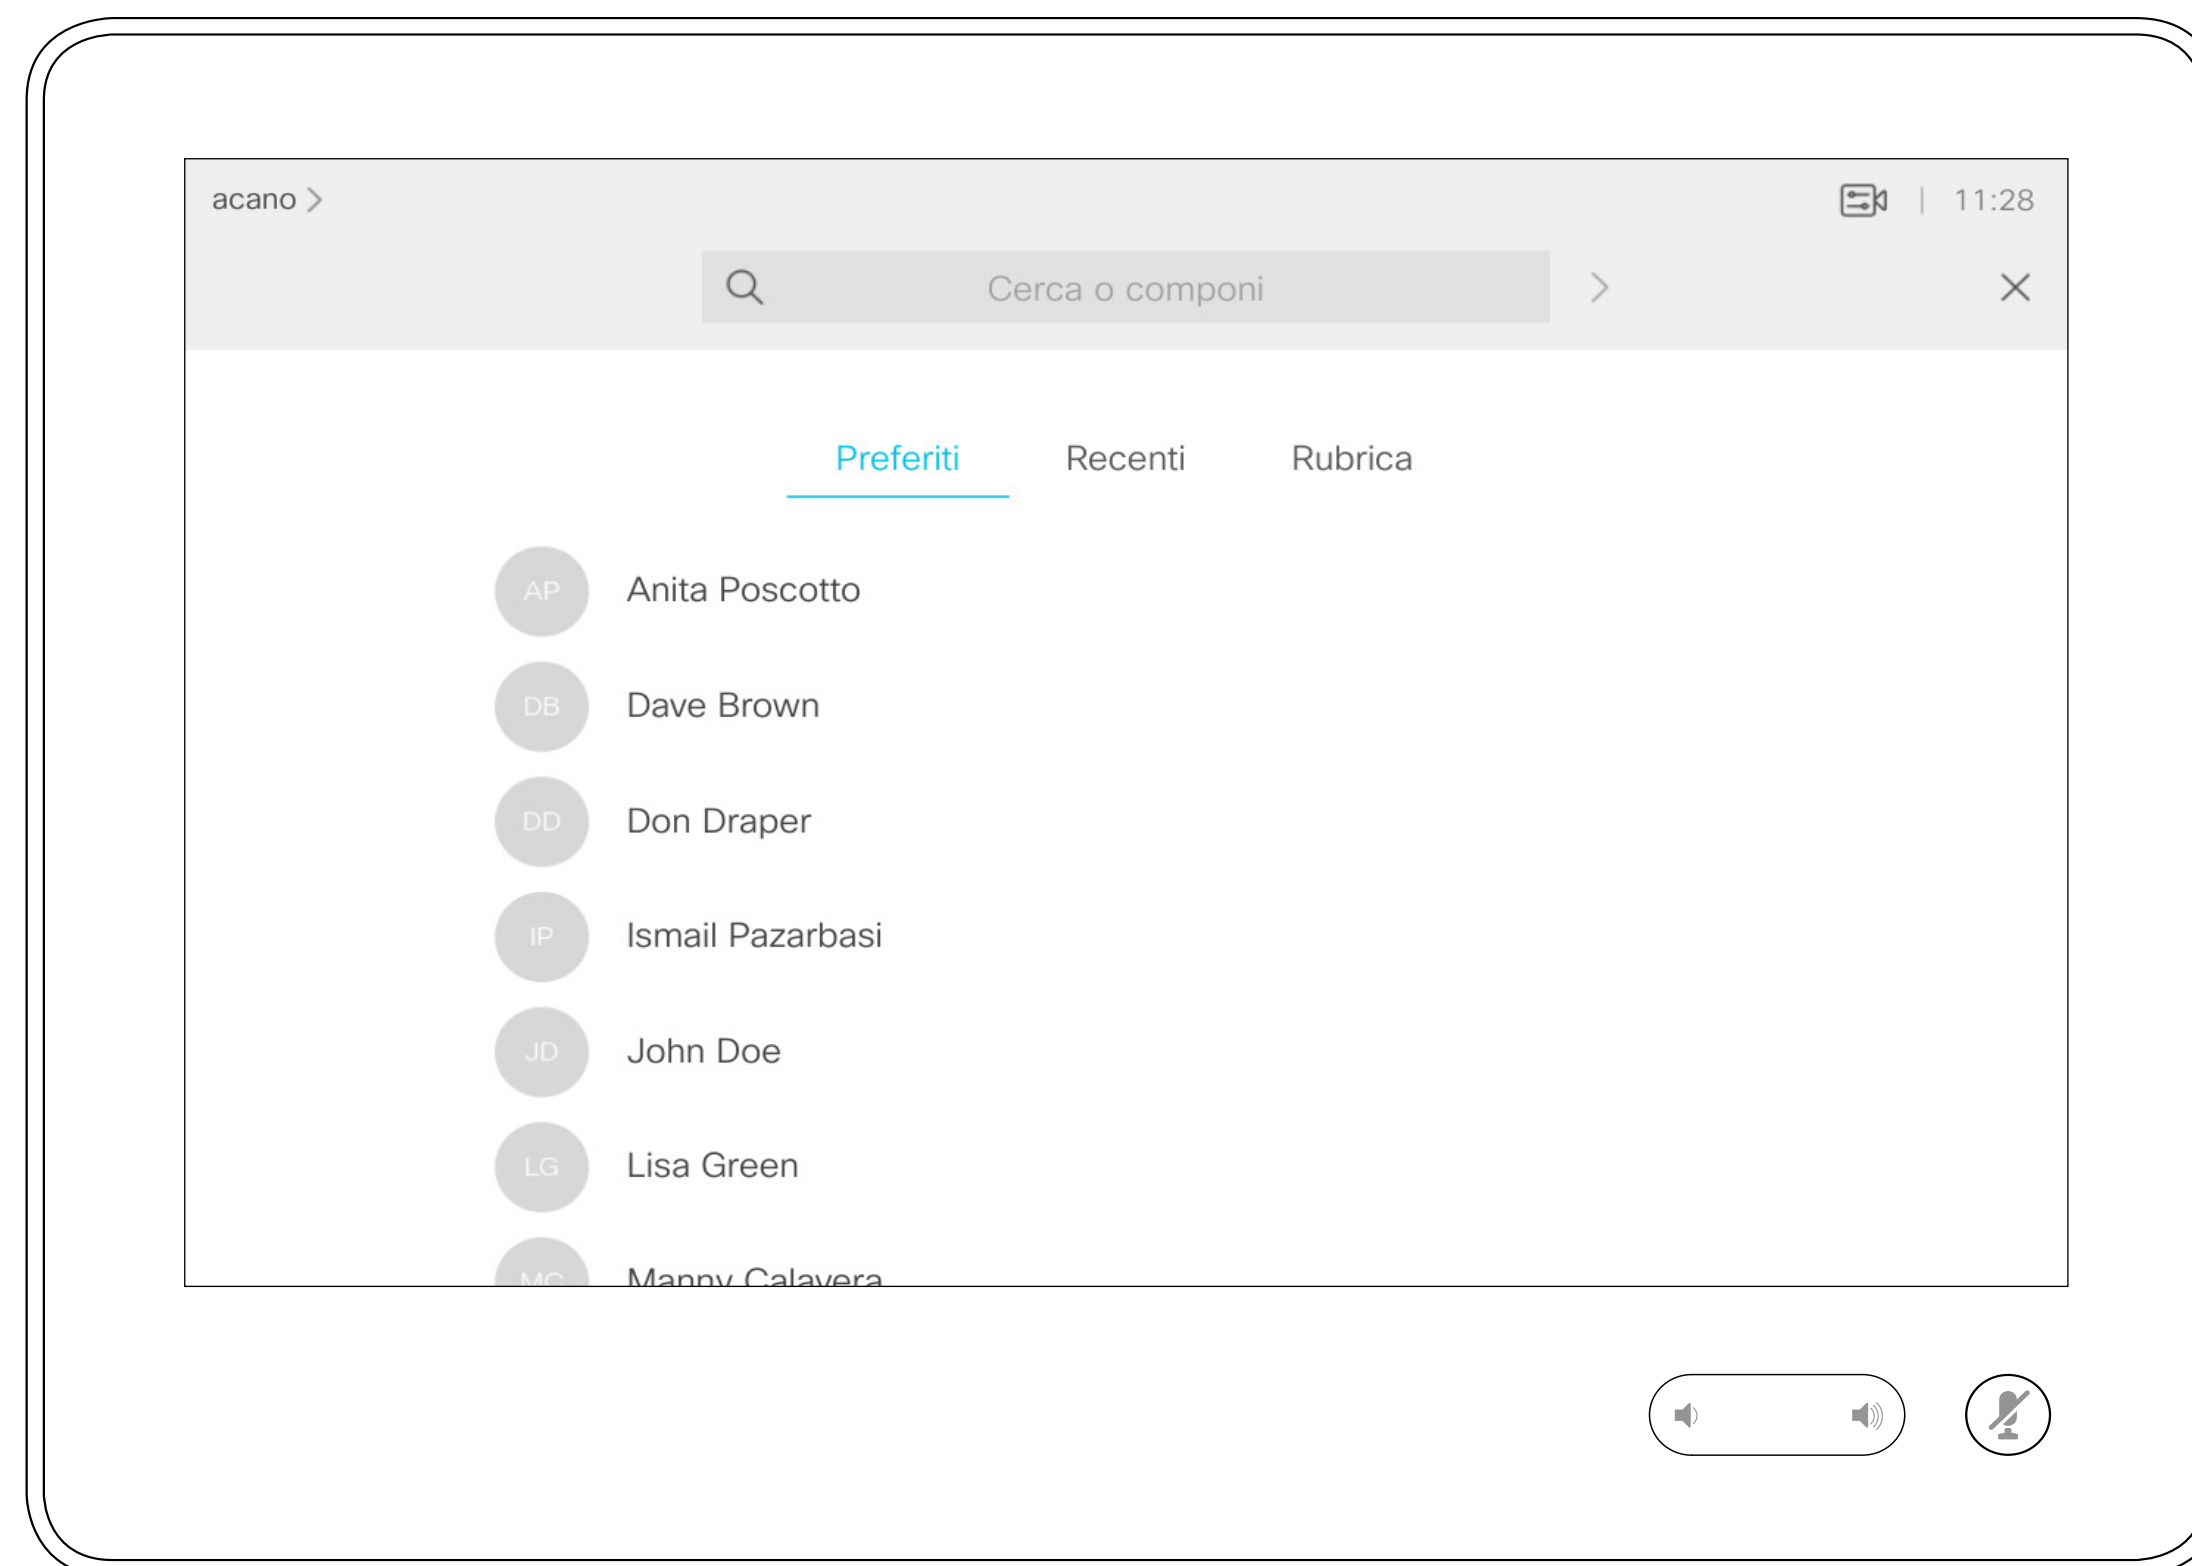 acano
11:28
Cerca o componi
Preferiti Recenti Rubrica
AP Anita Poscotto
DB Dave Brown
DD Don Draper
IP Ismail Pazarbasi
JD John Doe
LG Lisa Green
MC Manny Calavera